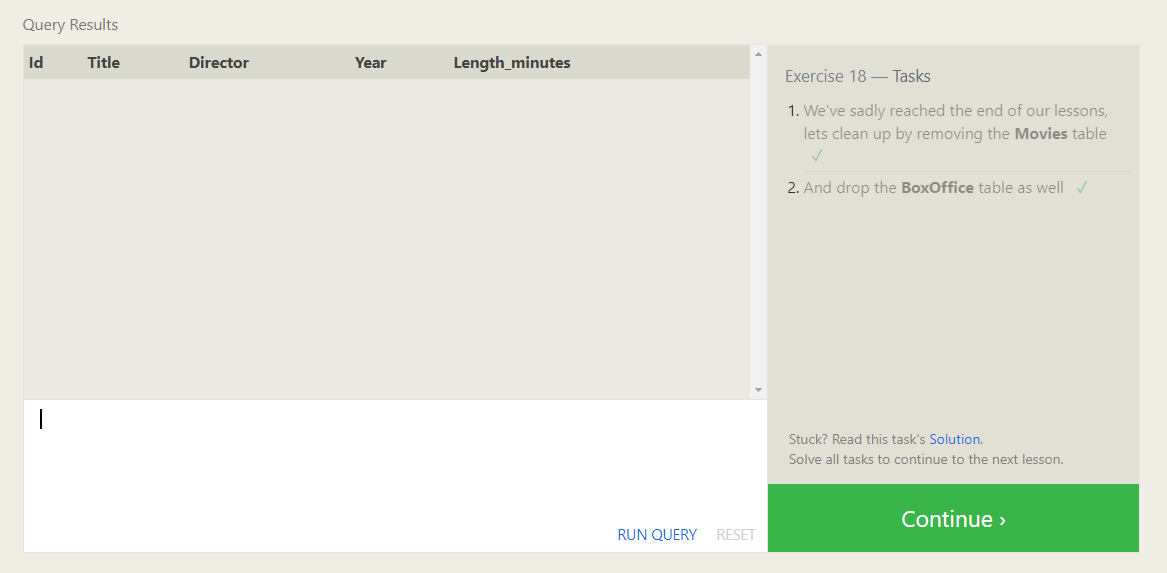 Query Results
Id Title Director Year Length_minutes
Exercise 18 — Tasks
1. We've sadly reached the end of our lessons,
lets clean up by removing the Movies table
✓
2. And drop the BoxOffice table as well ✓
Stuck? Read this task's Solution.
Solve all tasks to continue to the next lesson.
RUN QUERY RESET
Continue ›